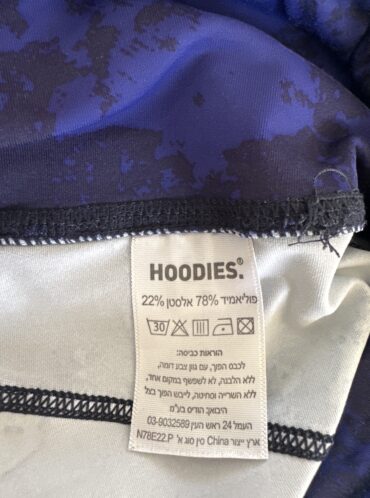 HOODIES.®
פוליאמיד 78% אלסטן 22%
30
הוראות כביסה:
לכבס הפוך, עם גוון צבע דומה,
ללא הלבנה, לא לשפשף במקום אחד,
ללא השרייה וסחיטה, לייבש הפוך בצל
היבואן: הודיס בע"מ
העמל 24 ראש העין 03-9032589
ארץ ייצור China סין סוג א' N78E22.P